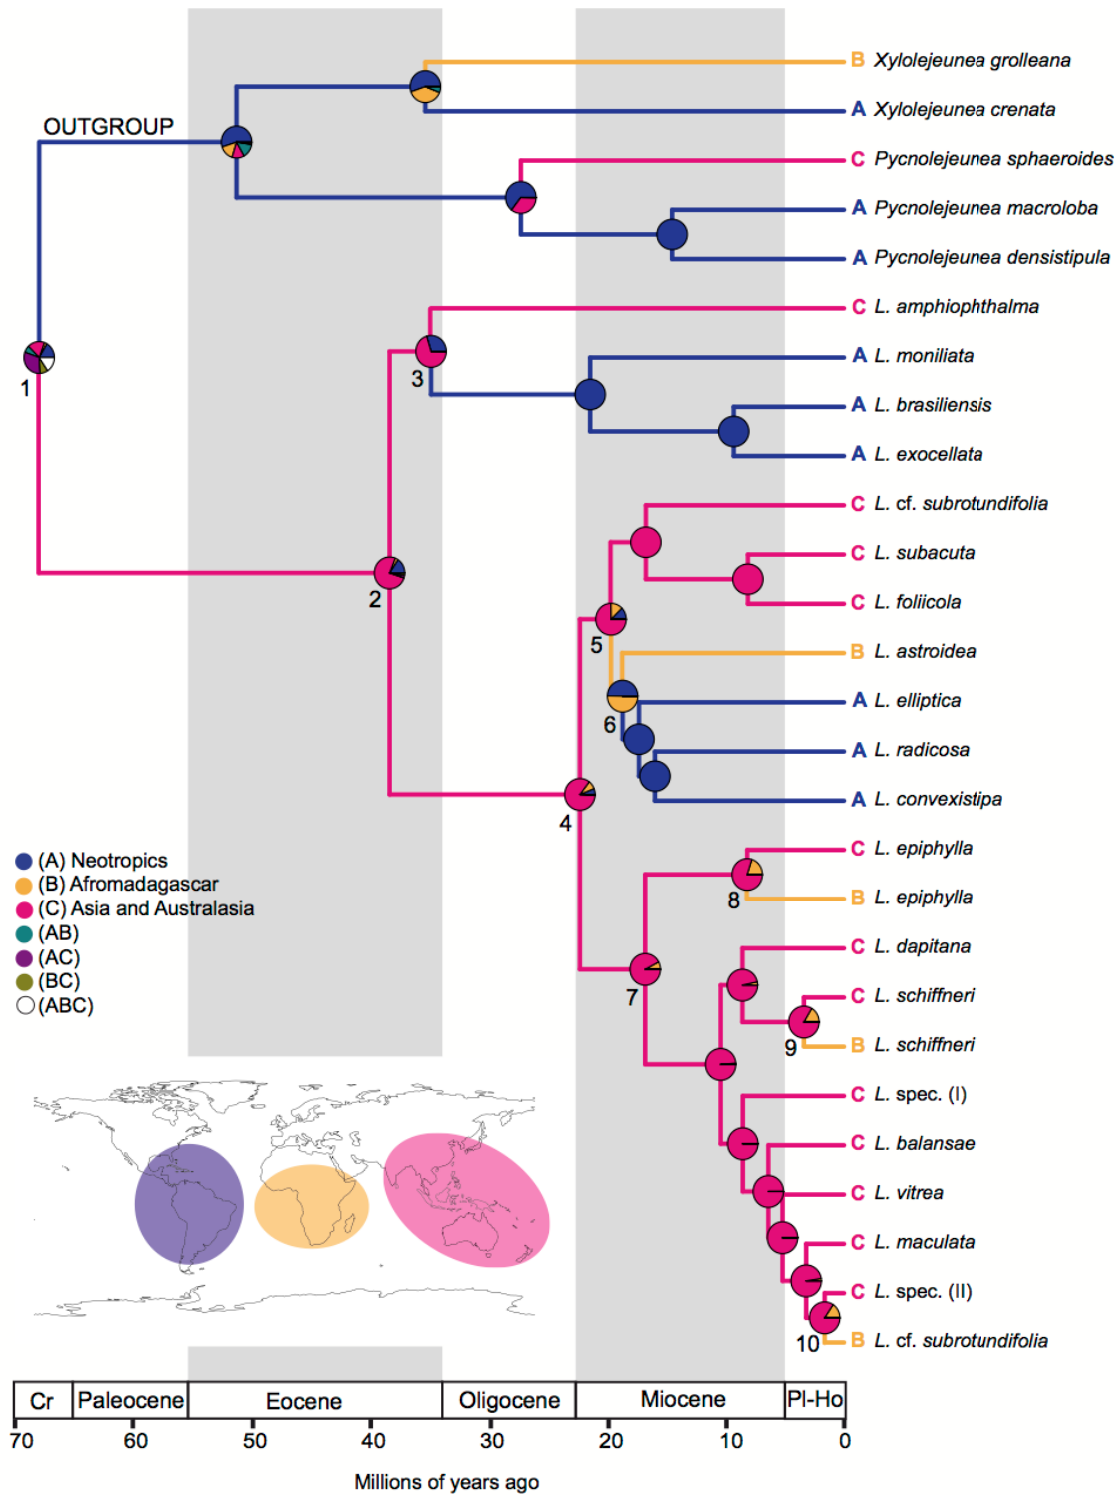 B Xylolejeunea grolleana
A Xylolejeunea crenata
OUTGROUP
C Pycnolejeunea sphaeroides
A Pycnolejeunea macroloba
A Pycnolejeunea densistipula
C L. amphiophthalma
1
3
A L. moniliata
A L. brasiliensis
A L. exocellata
C L. cf. subrotundifolia
C L. subacuta
2
C L. foliicola
5
B L. astroidea
A L. elliptica
6
A L. radicosa
A L. convexistipa
4
C L. epiphylla
8
B L. epiphylla
C L. dapitana
7
C L. schiffneri
9
B L. schiffneri
C L. spec. (I)
C L. balansae
C L. vitrea
C L. maculata
C L. spec. (II)
10
B L. cf. subrotundifolia
(A) Neotropics
(B) Afromadagascar
(C) Asia and Australasia
(AB)
(AC)
(BC)
(ABC)
Cr Paleocene Eocene Oligocene Miocene Pl-Ho
70 60 50 40 30 20 10 0
Millions of years ago